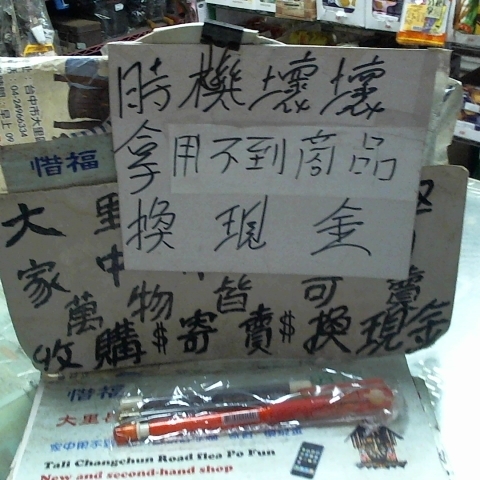 時機壞壞
拿用不到商品
換現金
惜福
大里
家中
萬物皆可賣
收購$寄賣$換現金
惜福
大里
Tali Changchun Road flea Po Fun
New and second-hand shop